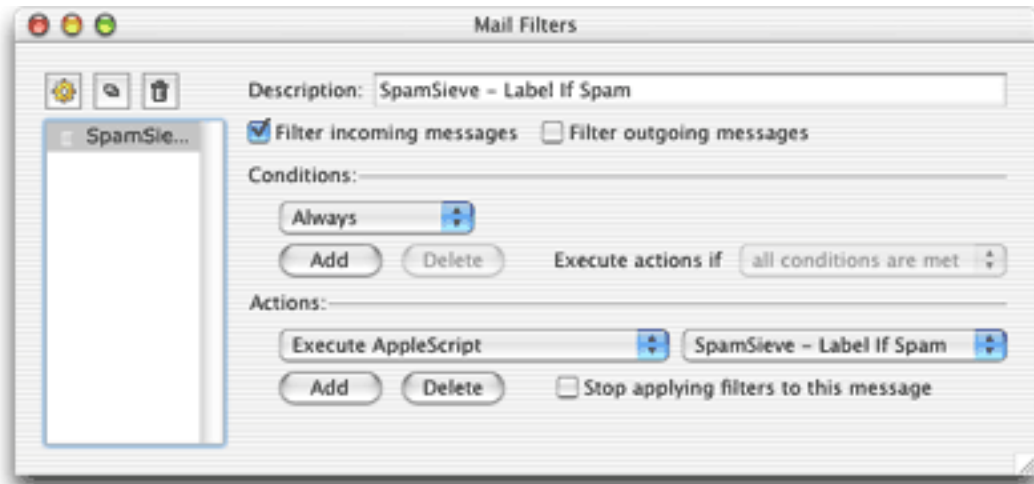 Mail Filters
Description: SpamSieve – Label If Spam
SpamSie...
Filter incoming messages Filter outgoing messages
Conditions:
Always
Add Delete Execute actions if all conditions are met
Actions:
Execute AppleScript SpamSieve – Label If Spam
Add Delete Stop applying filters to this message